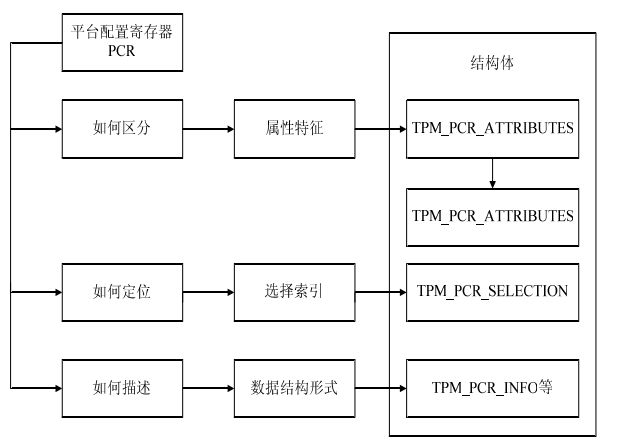 平台配置寄存器
PCR
结构体
如何区分
属性特征
TPM_PCR_ATTRIBUTES
TPM_PCR_ATTRIBUTES
如何定位
选择索引
TPM_PCR_SELECTION
如何描述
数据结构形式
TPM_PCR_INFO等